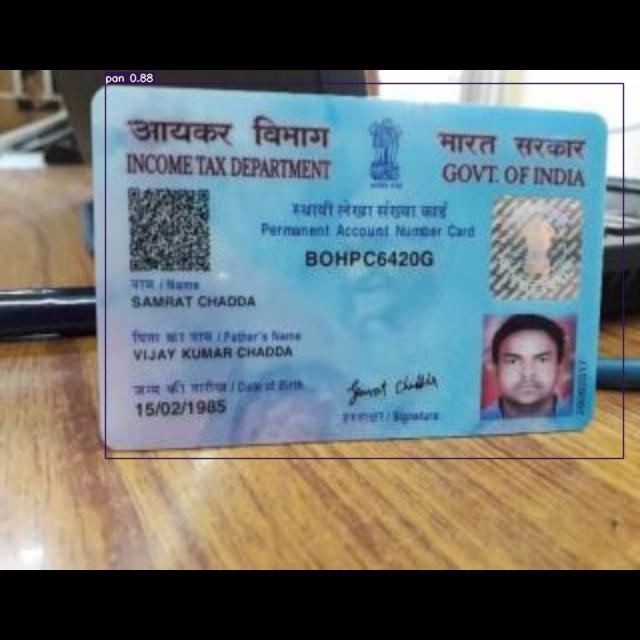 pan 0.88
आयकर विभाग
INCOME TAX DEPARTMENT
भारत सरकार
GOVT. OF INDIA
स्थायी लेखा संख्या कार्ड
Permanent Account Number Card
BOHPC6420G
नाम / Name
SAMRAT CHADDA
पिता का नाम / Father's Name
VIJAY KUMAR CHADDA
जन्म की तारीख / Date of Birth
15/02/1985
Samrat Chadda
हस्ताक्षर / Signature